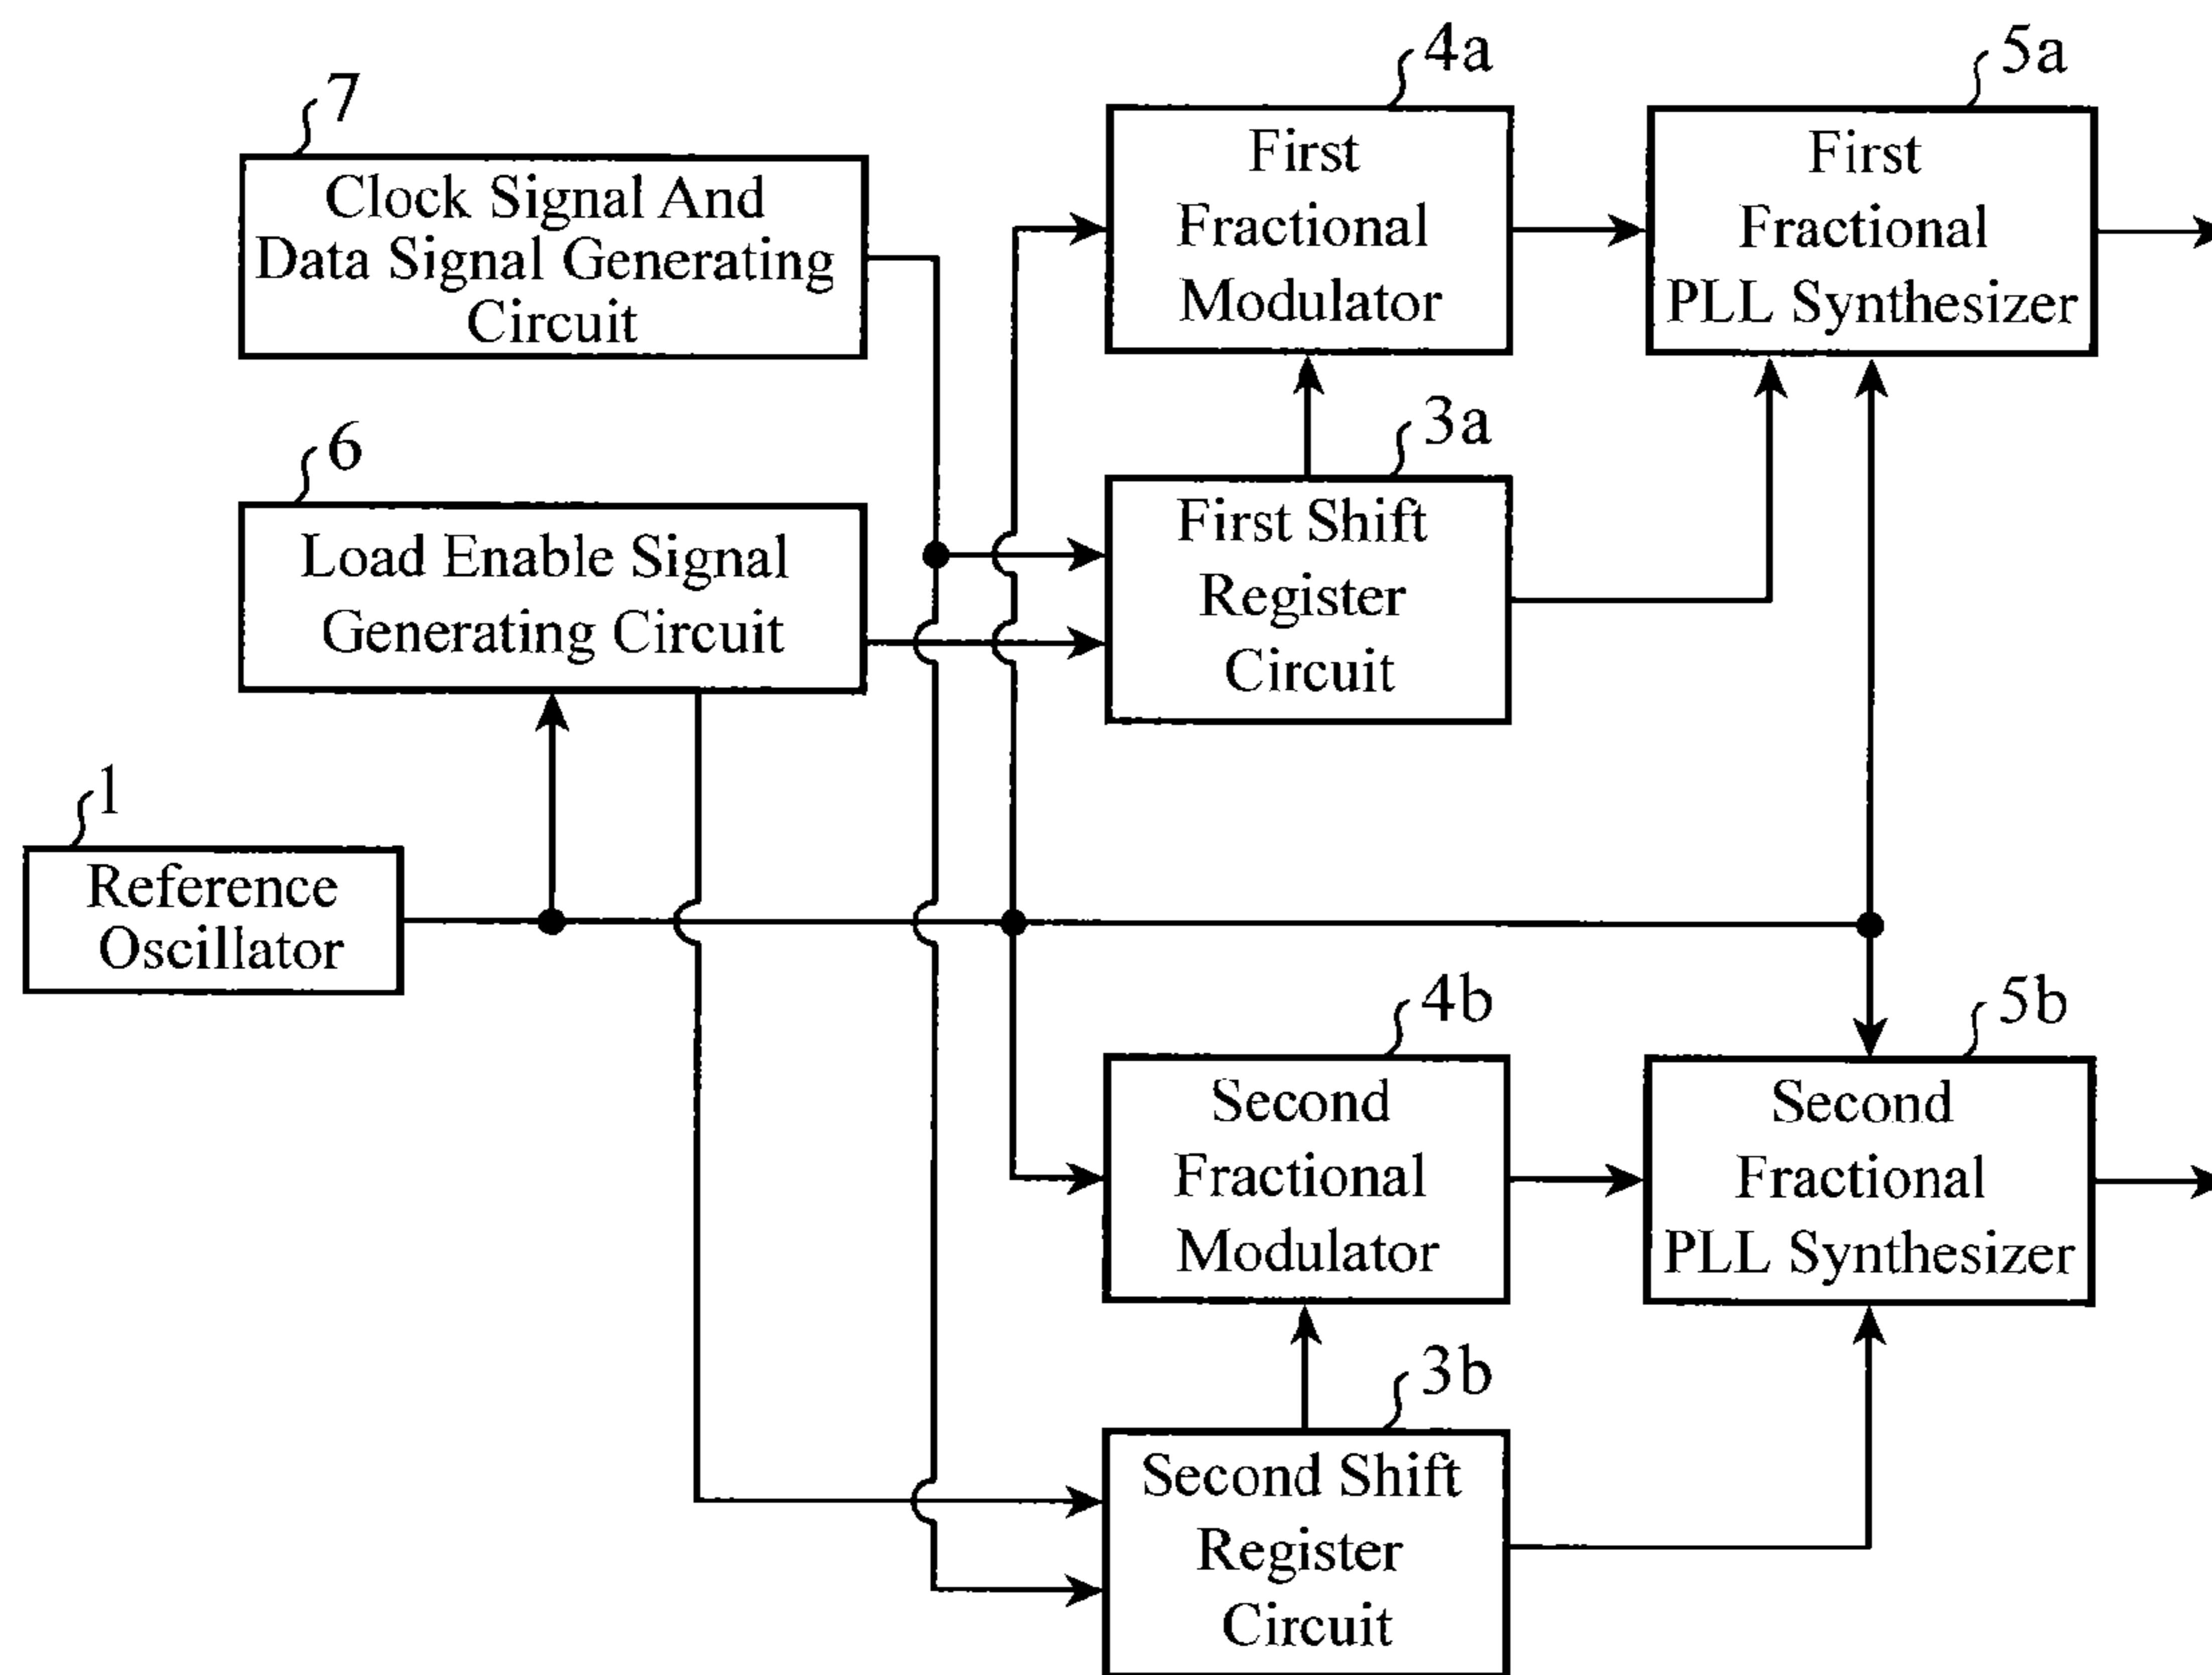 7
Clock Signal And
Data Signal Generating
Circuit
4a
First
Fractional
Modulator
5a
First
Fractional
PLL Synthesizer
6
Load Enable Signal
Generating Circuit
3a
First Shift
Register
Circuit
1
Reference
Oscillator
4b
Second
Fractional
Modulator
5b
Second
Fractional
PLL Synthesizer
3b
Second Shift
Register
Circuit